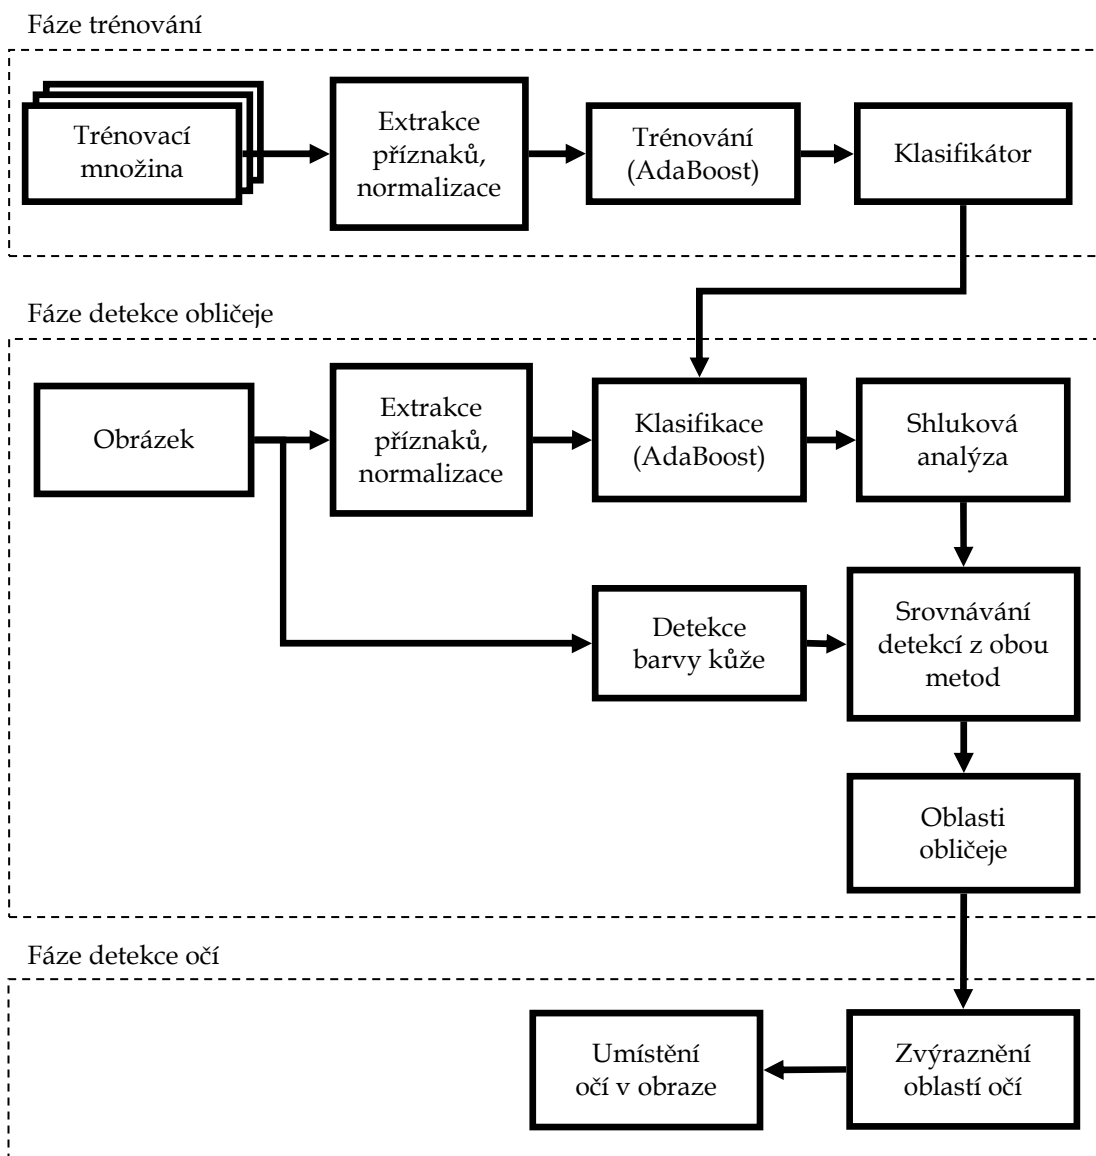 Fáze trénování
Trénovací
množina
Extrakce
příznaků,
normalizace
Trénování
(AdaBoost)
Klasifikátor
Fáze detekce obličeje
Obrázek
Extrakce
příznaků,
normalizace
Klasifikace
(AdaBoost)
Shluková
analýza
Detekce
barvy kůže
Srovnávání
detekcí z obou
metod
Oblasti
obličeje
Fáze detekce očí
Umístění
očí v obraze
Zvýraznění
oblastí očí